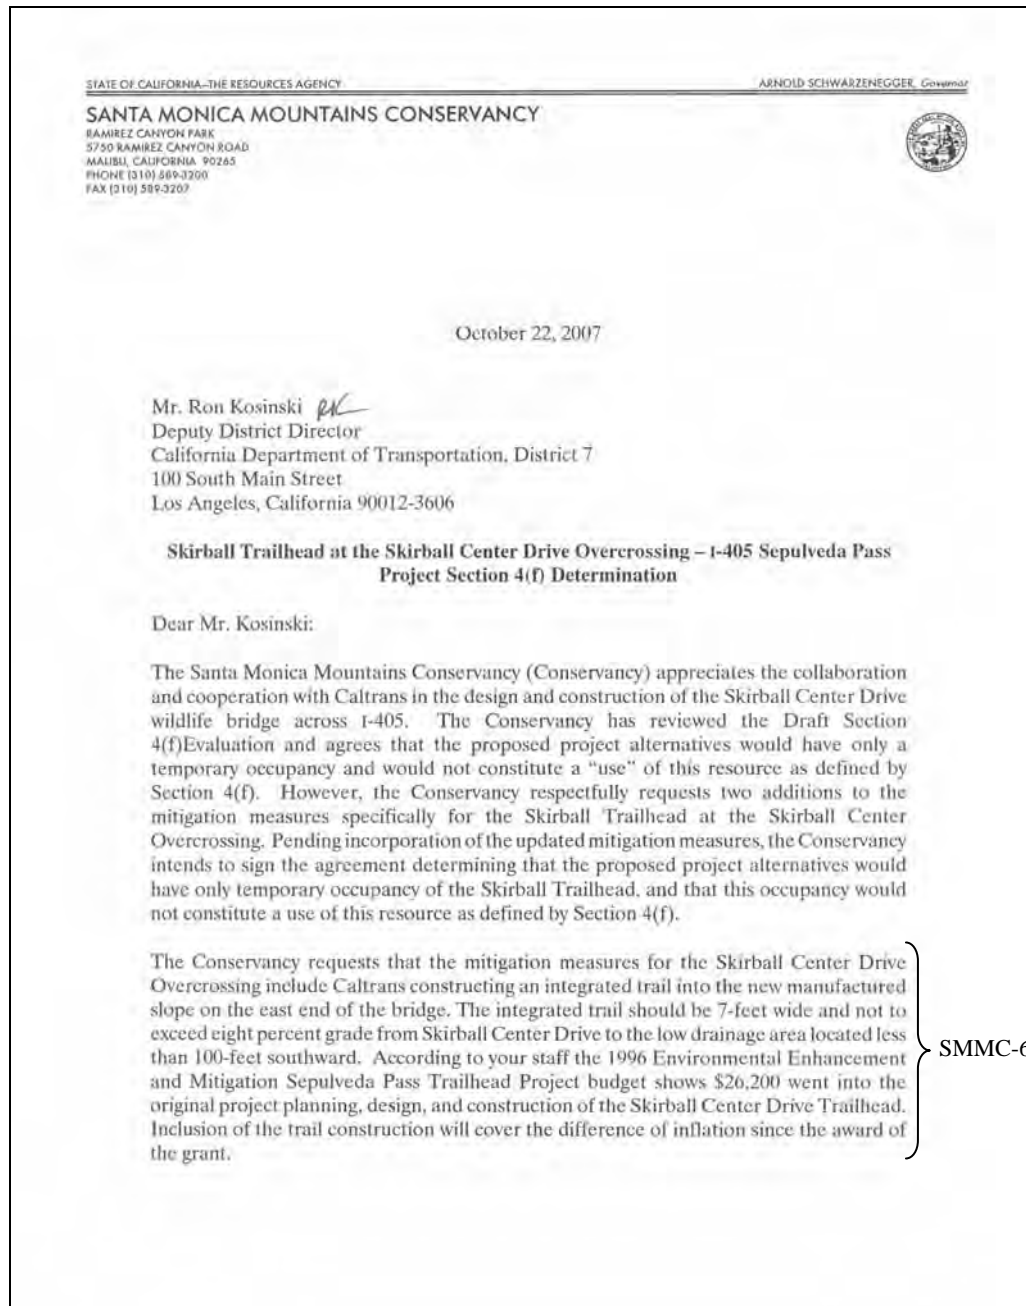 STATE OF CALIFORNIA—THE RESOURCES AGENCY
ARNOLD SCHWARZENEGGER, Governor
SANTA MONICA MOUNTAINS CONSERVANCY
RAMIREZ CANYON PARK
5750 RAMIREZ CANYON ROAD
MALIBU, CALIFORNIA 90265
PHONE (310) 589-3200
FAX (310) 589-3207
October 22, 2007
Mr. Ron Kosinski RK
Deputy District Director
California Department of Transportation, District 7
100 South Main Street
Los Angeles, California 90012-3606
Skirball Trailhead at the Skirball Center Drive Overcrossing – I-405 Sepulveda Pass
Project Section 4(f) Determination
Dear Mr. Kosinski:
The Santa Monica Mountains Conservancy (Conservancy) appreciates the collaboration
and cooperation with Caltrans in the design and construction of the Skirball Center Drive
wildlife bridge across I-405. The Conservancy has reviewed the Draft Section
4(f)Evaluation and agrees that the proposed project alternatives would have only a
temporary occupancy and would not constitute a “use” of this resource as defined by
Section 4(f). However, the Conservancy respectfully requests two additions to the
mitigation measures specifically for the Skirball Trailhead at the Skirball Center
Overcrossing. Pending incorporation of the updated mitigation measures, the Conservancy
intends to sign the agreement determining that the proposed project alternatives would
have only temporary occupancy of the Skirball Trailhead, and that this occupancy would
not constitute a use of this resource as defined by Section 4(f).
The Conservancy requests that the mitigation measures for the Skirball Center Drive
Overcrossing include Caltrans constructing an integrated trail into the new manufactured
slope on the east end of the bridge. The integrated trail should be 7-feet wide and not to
exceed eight percent grade from Skirball Center Drive to the low drainage area located less
than 100-feet southward. According to your staff the 1996 Environmental Enhancement
and Mitigation Sepulveda Pass Trailhead Project budget shows $26,200 went into the
original project planning, design, and construction of the Skirball Center Drive Trailhead.
Inclusion of the trail construction will cover the difference of inflation since the award of
the grant.
SMMC-6